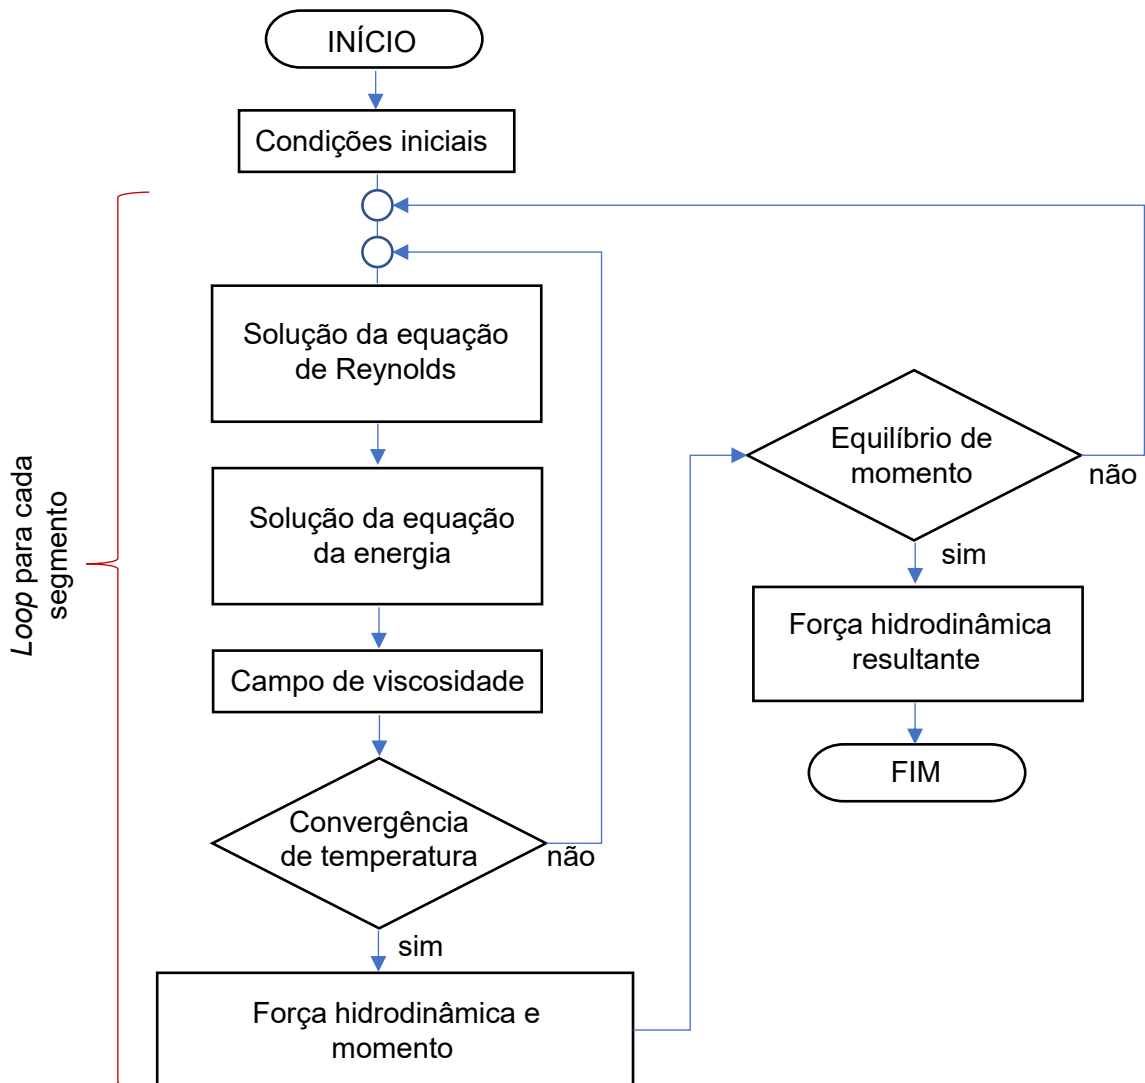 INÍCIO
Condições iniciais
Loop para cada
segmento
Solução da equação
de Reynolds
Solução da equação
da energia
Campo de viscosidade
Convergência
de temperatura
não
sim
Força hidrodinâmica e
momento
Equilíbrio de
momento
não
sim
Força hidrodinâmica
resultante
FIM